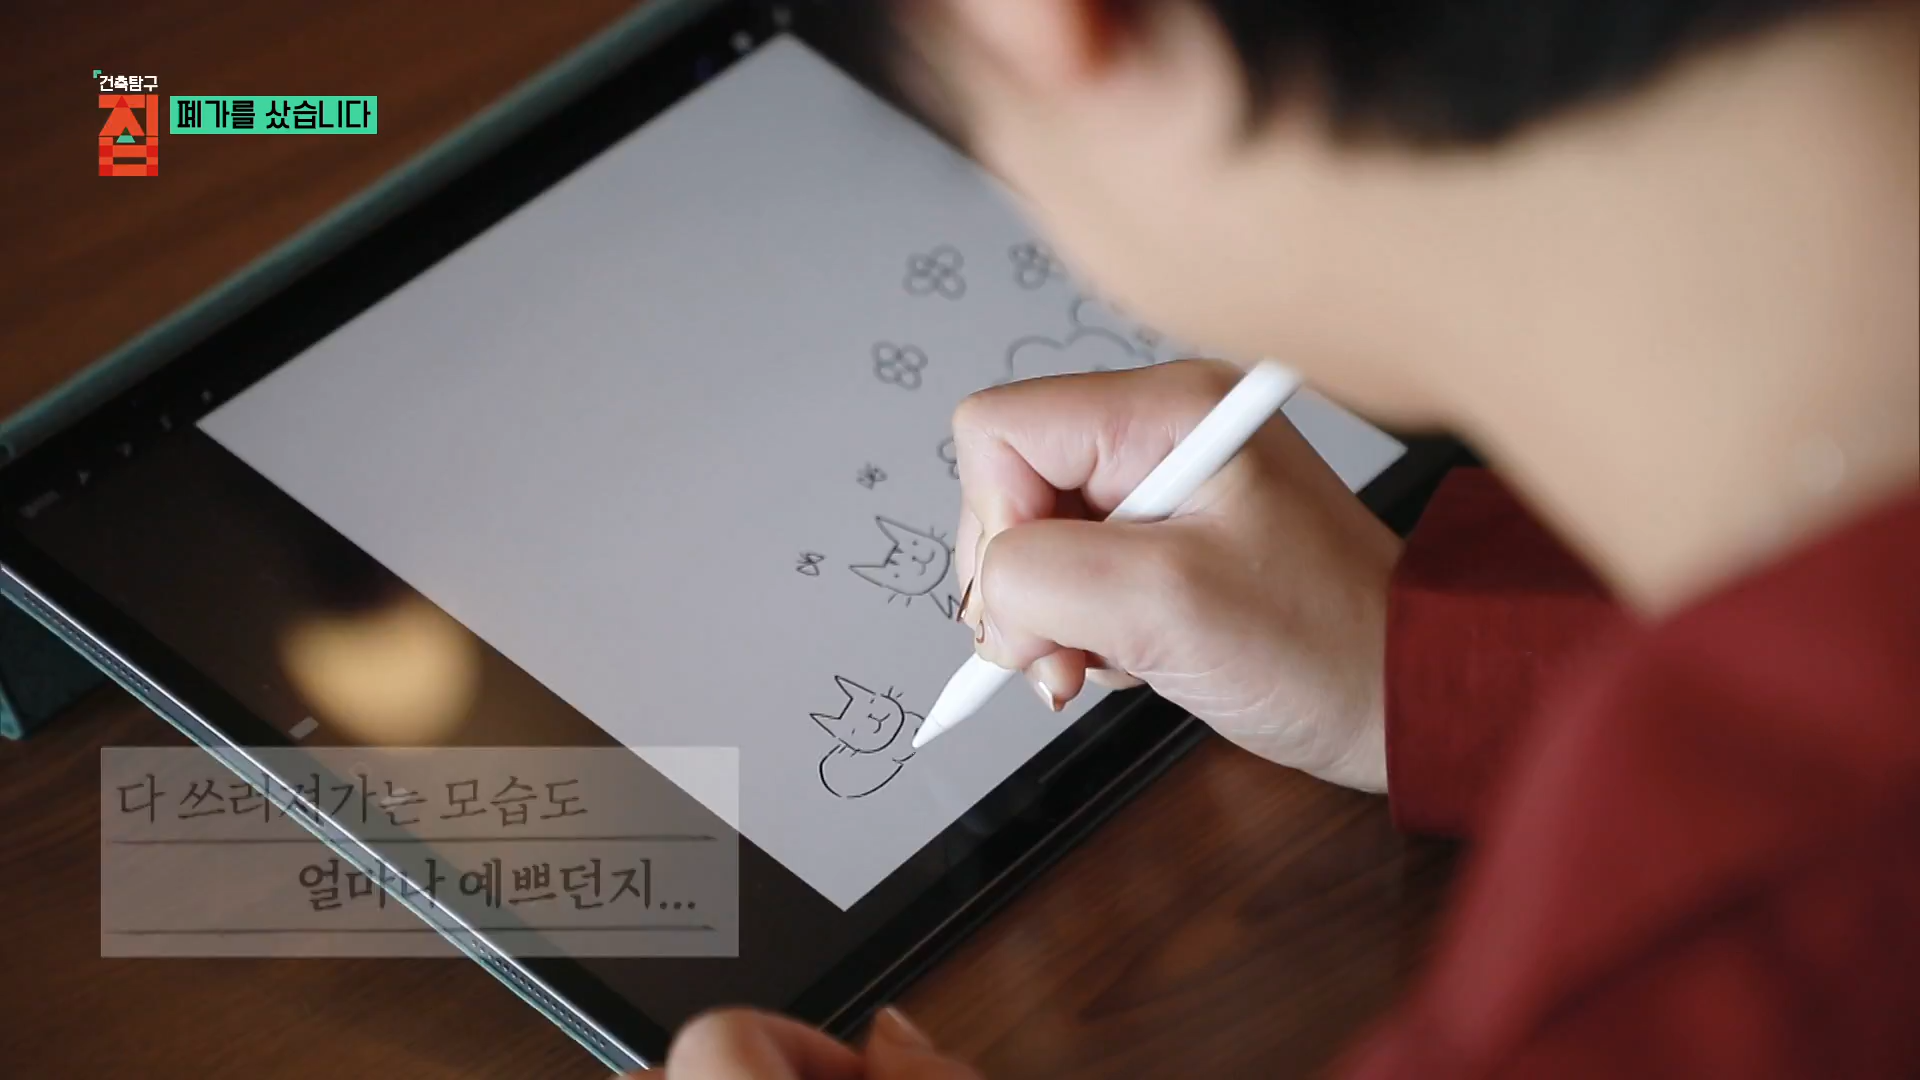 건축탐구
집
폐가를 샀습니다
다 쓰러져가는 모습도
얼마나 예쁘던지...